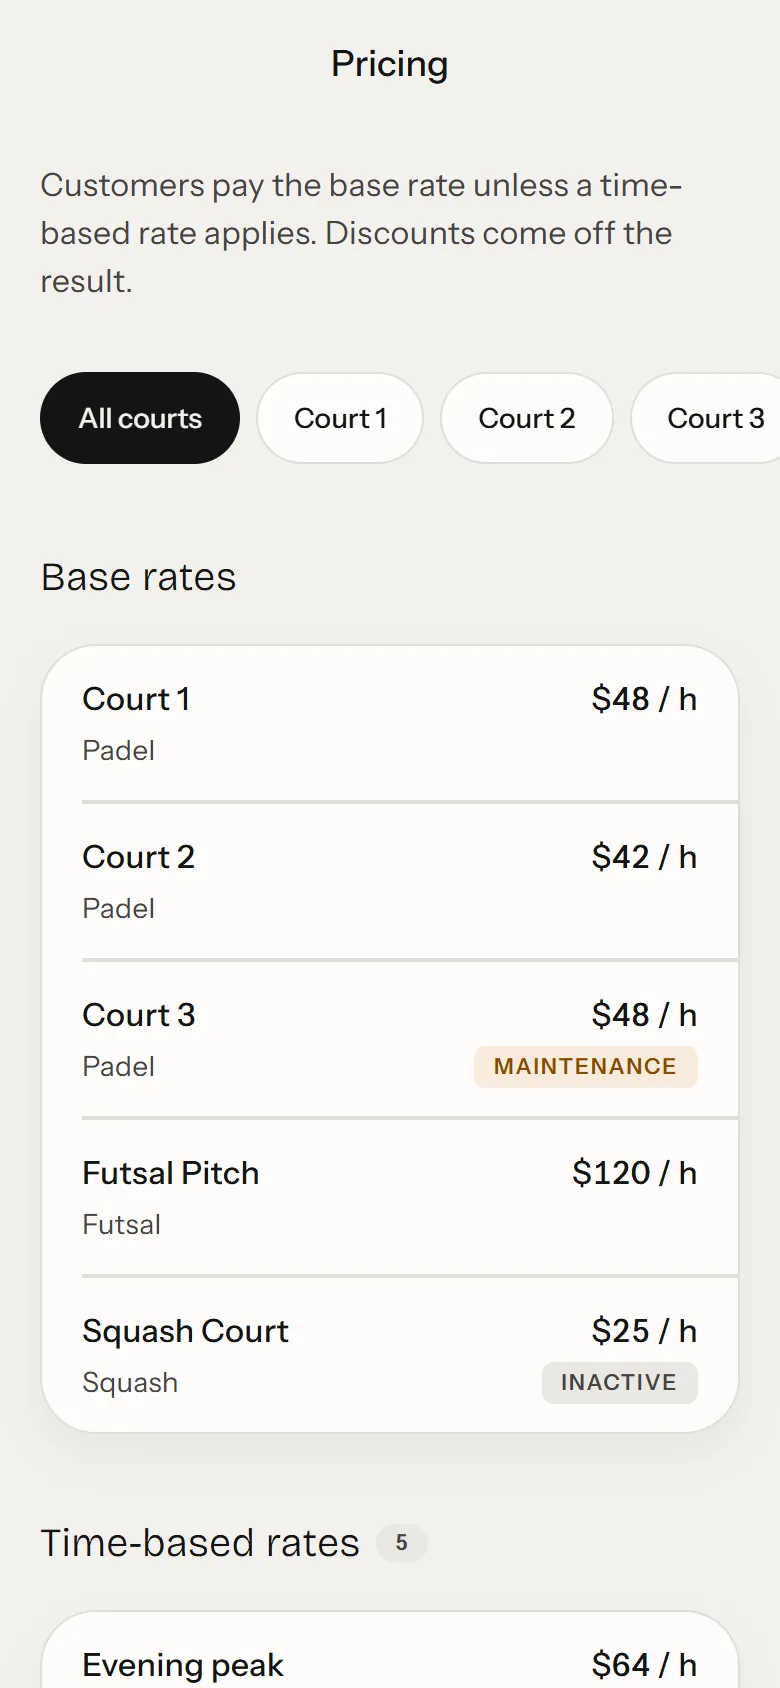 Pricing
Customers pay the base rate unless a time-
based rate applies. Discounts come off the
result.
All courts
Court 1
Court 2
Court 3
Base rates
Court 1
$48 / h
Padel
Court 2
$42 / h
Padel
Court 3
$48 / h
Padel
MAINTENANCE
Futsal Pitch
$120 / h
Futsal
Squash Court
$25 / h
Squash
INACTIVE
Time-based rates 5
Evening peak
$64 / h